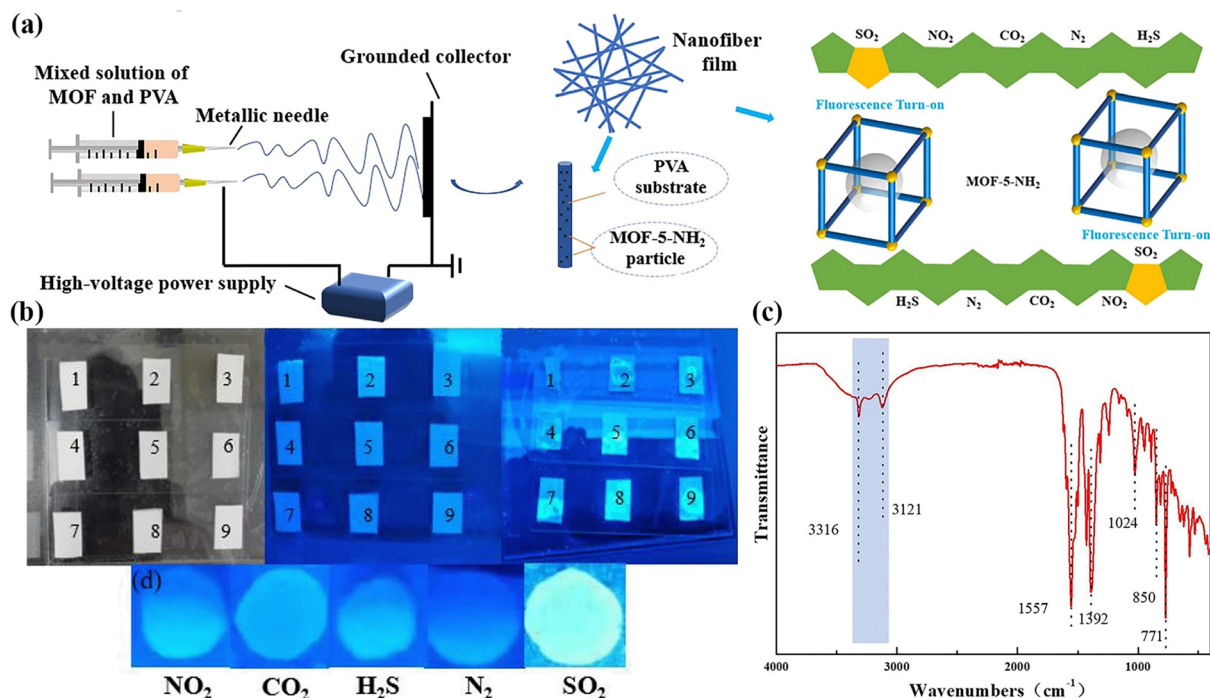 (a)
Mixed solution of
MOF and PVA
Metallic needle
Grounded collector
High-voltage power supply
Nanofiber
film
PVA
substrate
MOF-5-NH₂
particle
SO₂ NO₂ CO₂ N₂ H₂S
Fluorescence Turn-on
MOF-5-NH₂
Fluorescence Turn-on
SO₂
H₂S N₂ CO₂ NO₂
(b)
1 2 3
4 5 6
7 8 9
1 2 3
4 5 6
7 8 9
1 2 3
4 5 6
7 8 9
(d)
NO₂ CO₂ H₂S N₂ SO₂
(c)
Transmittance
3316
3121
1557
1392
1024
850
771
4000 3000 2000 1000
Wavenumbers (cm⁻¹)